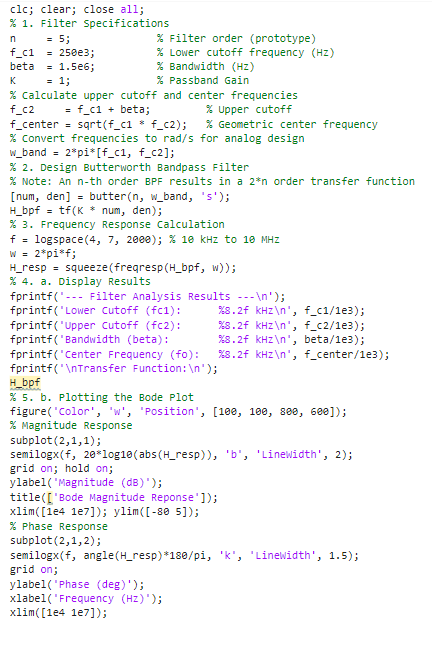 clc; clear; close all;
% 1. Filter Specifications
n = 5; % Filter order (prototype)
f_c1 = 250e3; % Lower cutoff frequency (Hz)
beta = 1.5e6; % Bandwidth (Hz)
K = 1; % Passband Gain
% Calculate upper cutoff and center frequencies
f_c2 = f_c1 + beta; % Upper cutoff
f_center = sqrt(f_c1 * f_c2); % Geometric center frequency
% Convert frequencies to rad/s for analog design
w_band = 2*pi*[f_c1, f_c2];
% 2. Design Butterworth Bandpass Filter
% Note: An n-th order BPF results in a 2*n order transfer function
[num, den] = butter(n, w_band, 's');
H_bpf = tf(K * num, den);
% 3. Frequency Response Calculation
f = logspace(4, 7, 2000); % 10 kHz to 10 MHz
w = 2*pi*f;
H_resp = squeeze(freqresp(H_bpf, w));
% 4. a. Display Results
fprintf('--- Filter Analysis Results ---\n');
fprintf('Lower Cutoff (fc1): %8.2f kHz\n', f_c1/1e3);
fprintf('Upper Cutoff (fc2): %8.2f kHz\n', f_c2/1e3);
fprintf('Bandwidth (beta): %8.2f kHz\n', beta/1e3);
fprintf('Center Frequency (fo): %8.2f kHz\n', f_center/1e3);
fprintf('\nTransfer Function:\n');
H_bpf
% 5. b. Plotting the Bode Plot
figure('Color', 'w', 'Position', [100, 100, 800, 600]);
% Magnitude Response
subplot(2,1,1);
semilogx(f, 20*log10(abs(H_resp)), 'b', 'LineWidth', 2);
grid on; hold on;
ylabel('Magnitude (dB)');
title(['Bode Magnitude Reponse']);
xlim([1e4 1e7]); ylim([-80 5]);
% Phase Response
subplot(2,1,2);
semilogx(f, angle(H_resp)*180/pi, 'k', 'LineWidth', 1.5);
grid on;
ylabel('Phase (deg)');
xlabel('Frequency (Hz)');
xlim([1e4 1e7]);